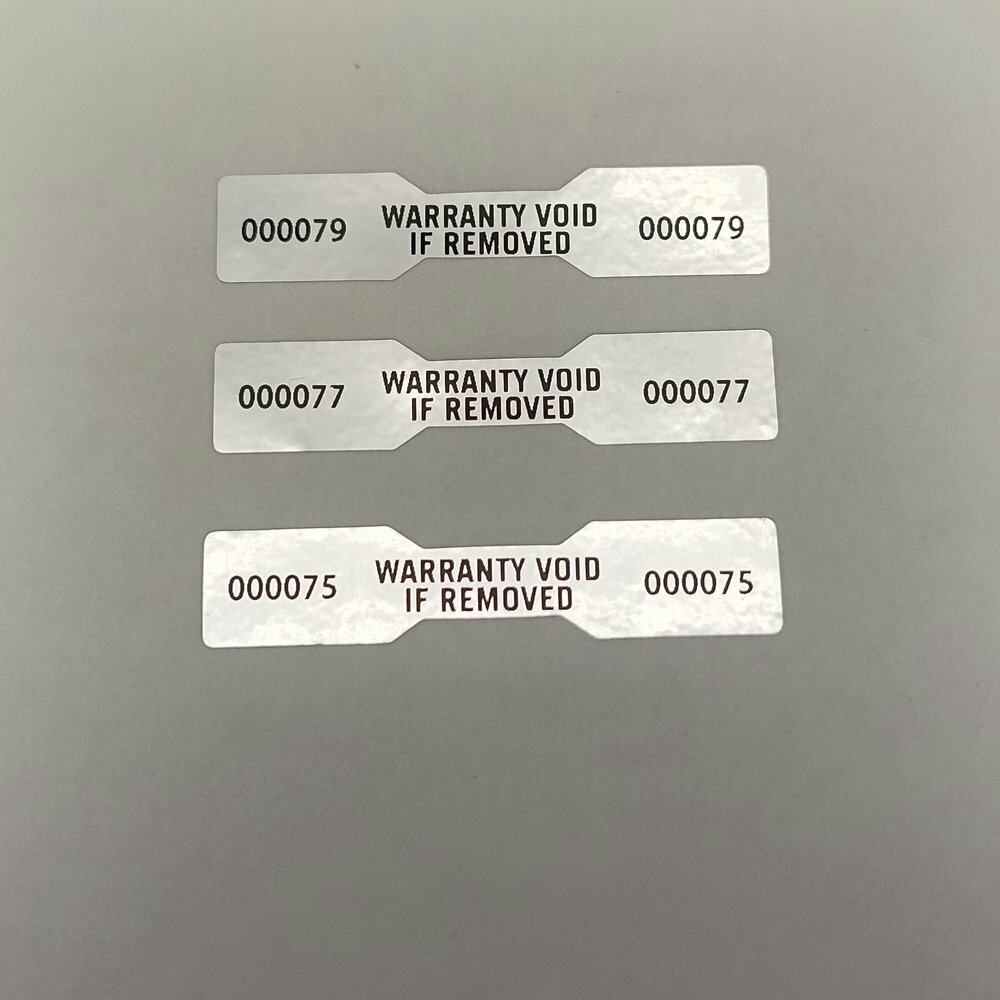 000079 WARRANTY VOID 000079
IF REMOVED
000077 WARRANTY VOID 000077
IF REMOVED
000075 WARRANTY VOID 000075
IF REMOVED